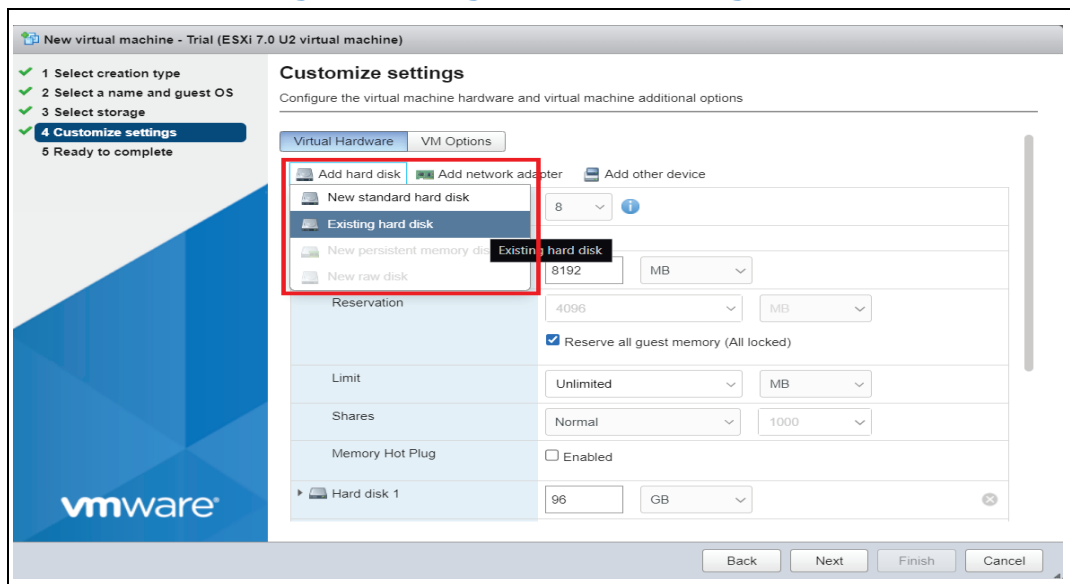 New virtual machine - Trial (ESXi 7.0 U2 virtual machine)
1 Select creation type
2 Select a name and guest OS
3 Select storage
4 Customize settings
5 Ready to complete
vmware®
Customize settings
Configure the virtual machine hardware and virtual machine additional options
Virtual Hardware VM Options
Add hard disk Add network adapter Add other device
New standard hard disk
8
Existing hard disk
New persistent memory dis
Existing hard disk
New raw disk
8192 MB
Reservation 4096 MB
Reserve all guest memory (All locked)
Limit Unlimited MB
Shares Normal 1000
Memory Hot Plug Enabled
Hard disk 1 96 GB
Back Next Finish Cancel